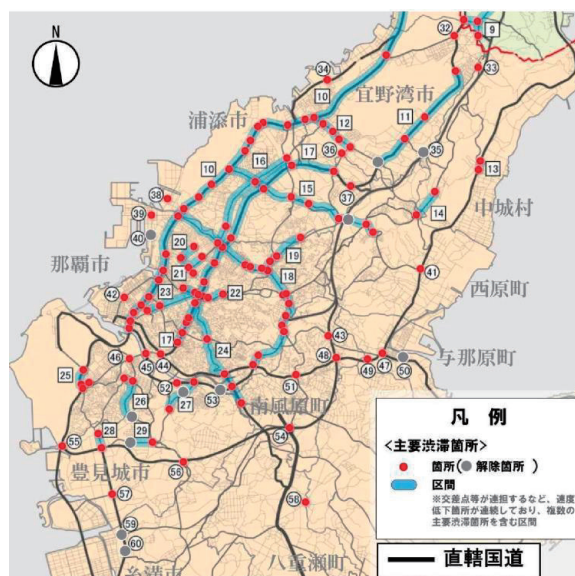 N
32
9
33
34
宜野湾市
10
浦添市
12
11
36
17
35
16
13
10
15
37
38
14
中城村
39
40
20
19
那覇市
21
18
41
西原町
42
23
22
17
43
24
46
45
44
48
49
47
50
与那原町
25
52
51
53
26
南風原町
27
28
29
54
55
豊見城市
56
57
58
59
60
糸満市
八重瀬町
凡 例
<主要渋滞箇所>
箇所( 解除箇所 )
区間
※交差点等が連担するなど、速度
低下箇所が連続しており、複数の
主要渋滞箇所を含む区間
直轄国道